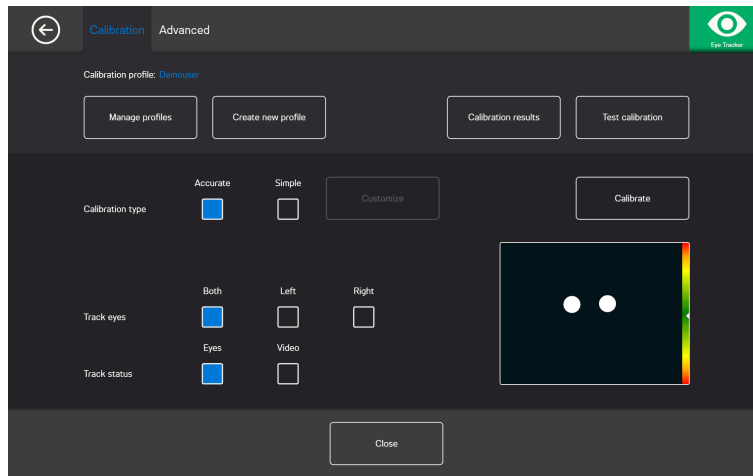 Calibration Advanced
Eye Tracker
Calibration profile: Demouser
Manage profiles Create new profile Calibration results Test calibration
Accurate Simple
Calibration type Customize Calibrate
Both Left Right
Track eyes
Eyes Video
Track status
Close